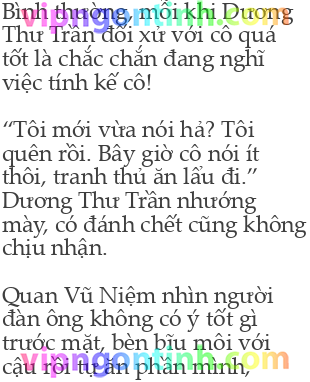 Bình thường, mỗi khi Dương
Thư Trần đối xử với cô quá
tốt là chắc chắn đang nghĩ
việc tính kế cô!
“Tôi mới vừa nói hả? Tôi
quên rồi. Bây giờ cô nói ít
thôi, tranh thủ ăn lẩu đi.”
Dương Thư Trần nhướng
mày, có đánh chết cũng không
chịu nhận.
Quan Vũ Niệm nhìn người
đàn ông không có ý tốt gì
trước mặt, bèn bĩu môi với
cậu rồi tự ăn phần mình,
vipngontinh.com
vipngontinh.com